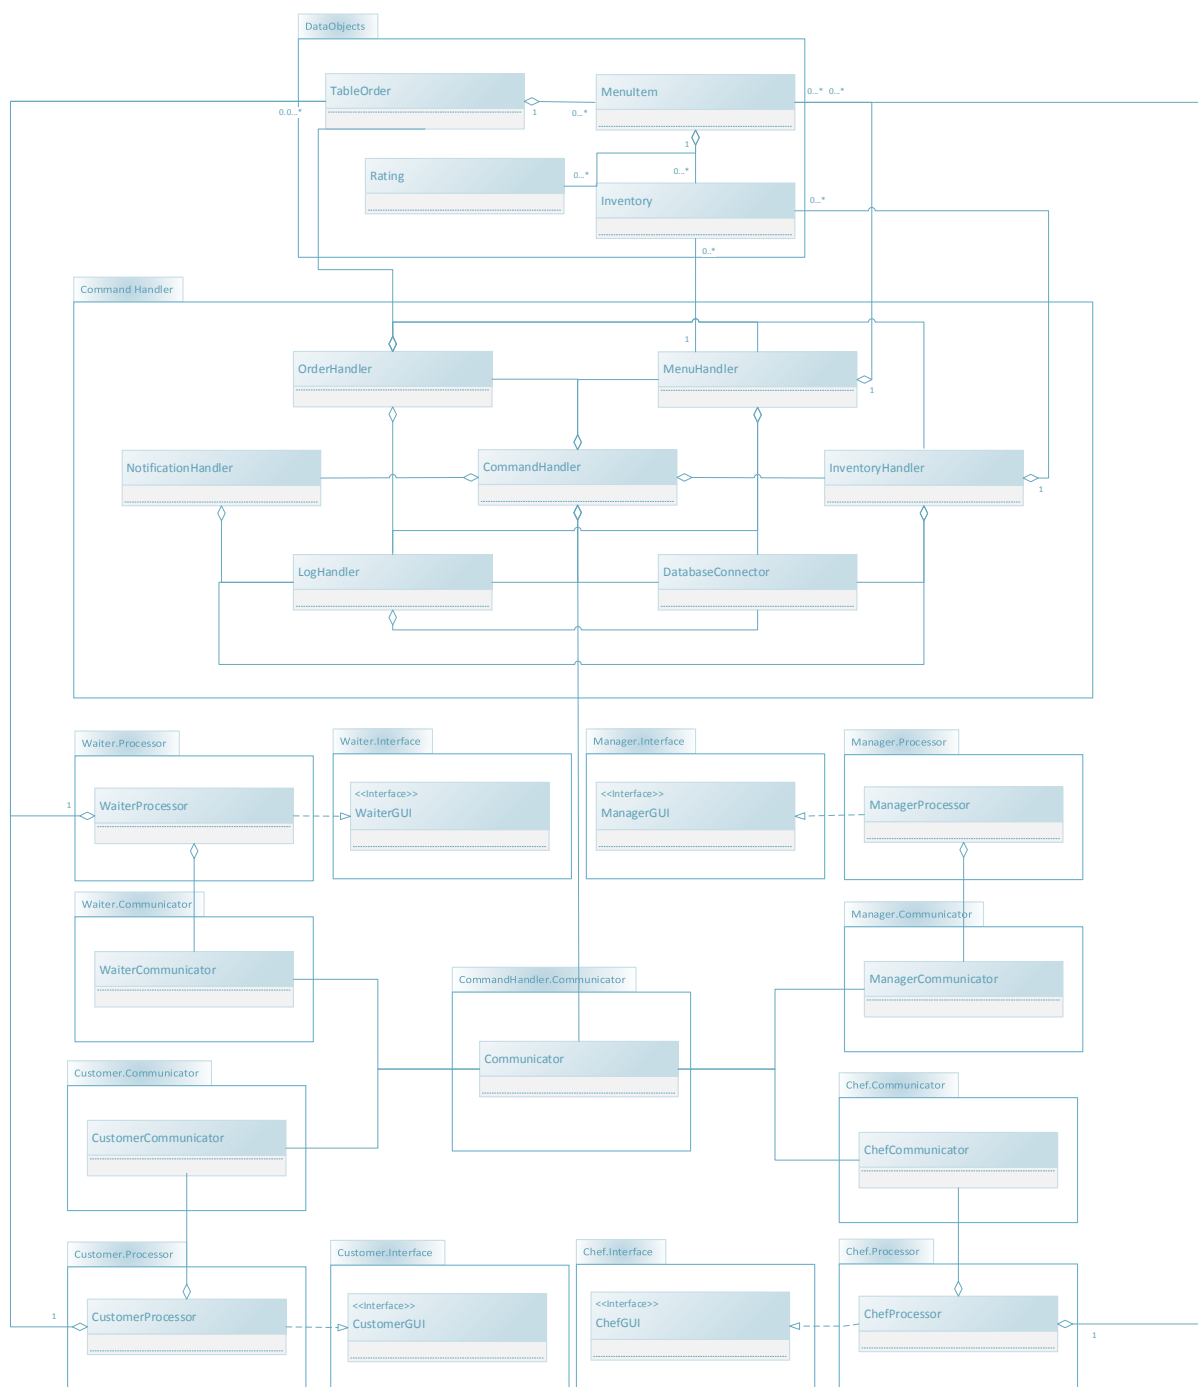 DataObjects
TableOrder
MenuItem
0...*
0...*
0.0...*
1
0...*
1
Rating
0...*
0...*
Inventory
0...*
0..*
Command Handler
1
OrderHandler
MenuHandler
1
NotificationHandler
CommandHandler
InventoryHandler
1
LogHandler
DatabaseConnector
Waiter.Processor
Waiter.Interface
Manager.Interface
Manager.Processor
<<Interface>>
WaiterGUI
<<Interface>>
ManagerGUI
1
WaiterProcessor
ManagerProcessor
Waiter.Communicator
Manager.Communicator
WaiterCommunicator
CommandHandler.Communicator
ManagerCommunicator
Communicator
Customer.Communicator
Chef.Communicator
CustomerCommunicator
ChefCommunicator
Customer.Processor
Customer.Interface
Chef.Interface
Chef.Processor
1
CustomerProcessor
<<Interface>>
CustomerGUI
<<Interface>>
ChefGUI
ChefProcessor
1